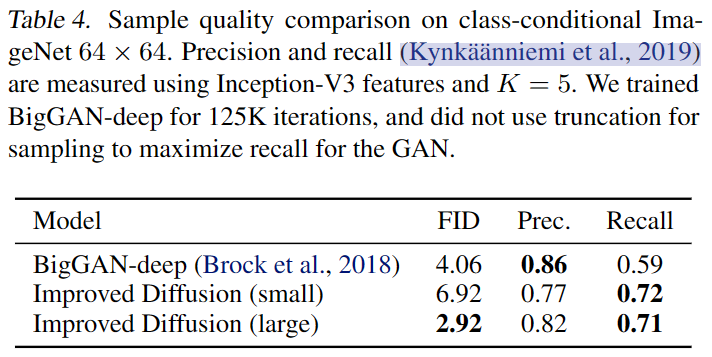 Table 4. Sample quality comparison on class-conditional Ima-
geNet 64 × 64. Precision and recall (Kynkäänniemi et al., 2019)
are measured using Inception-V3 features and K = 5. We trained
BigGAN-deep for 125K iterations, and did not use truncation for
sampling to maximize recall for the GAN.
Model FID Prec. Recall
BigGAN-deep (Brock et al., 2018) 4.06 0.86 0.59
Improved Diffusion (small) 6.92 0.77 0.72
Improved Diffusion (large) 2.92 0.82 0.71